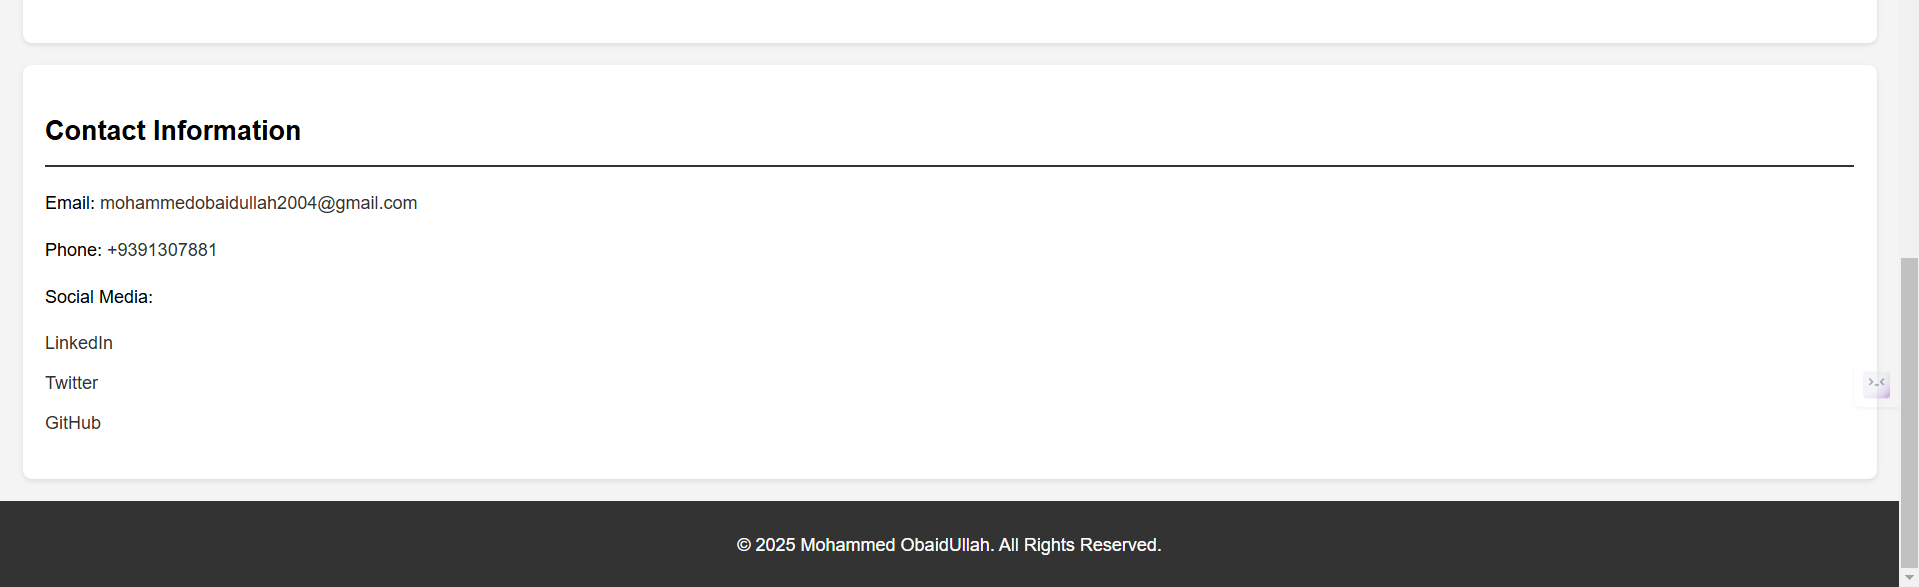 Contact Information
Email: mohammedobaidullah2004@gmail.com
Phone: +9391307881
Social Media:
LinkedIn
Twitter
GitHub
© 2025 Mohammed ObaidUllah. All Rights Reserved.